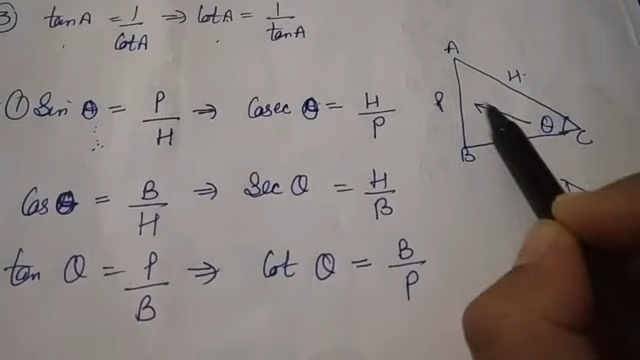 3) tanA = 1/CotA ⇒ CotA = 1/tanA
① Sin θ = P/H ⇒ Cosec θ = H/P
Cos θ = B/H ⇒ Sec θ = H/B
tan θ = P/B ⇒ Cot θ = B/P
A
H
P
θ
C
B